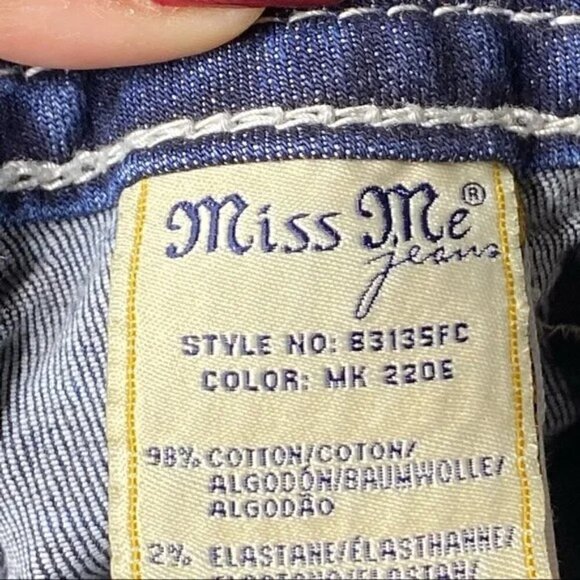 Miss Me®
jeans
STYLE NO: B3135FC
COLOR: MK 220E
98% COTTON/COTON/
ALGODÓN/BAUMWOLLE/
ALGODÃO
2% ELASTANE/ÉLASTHANNE/